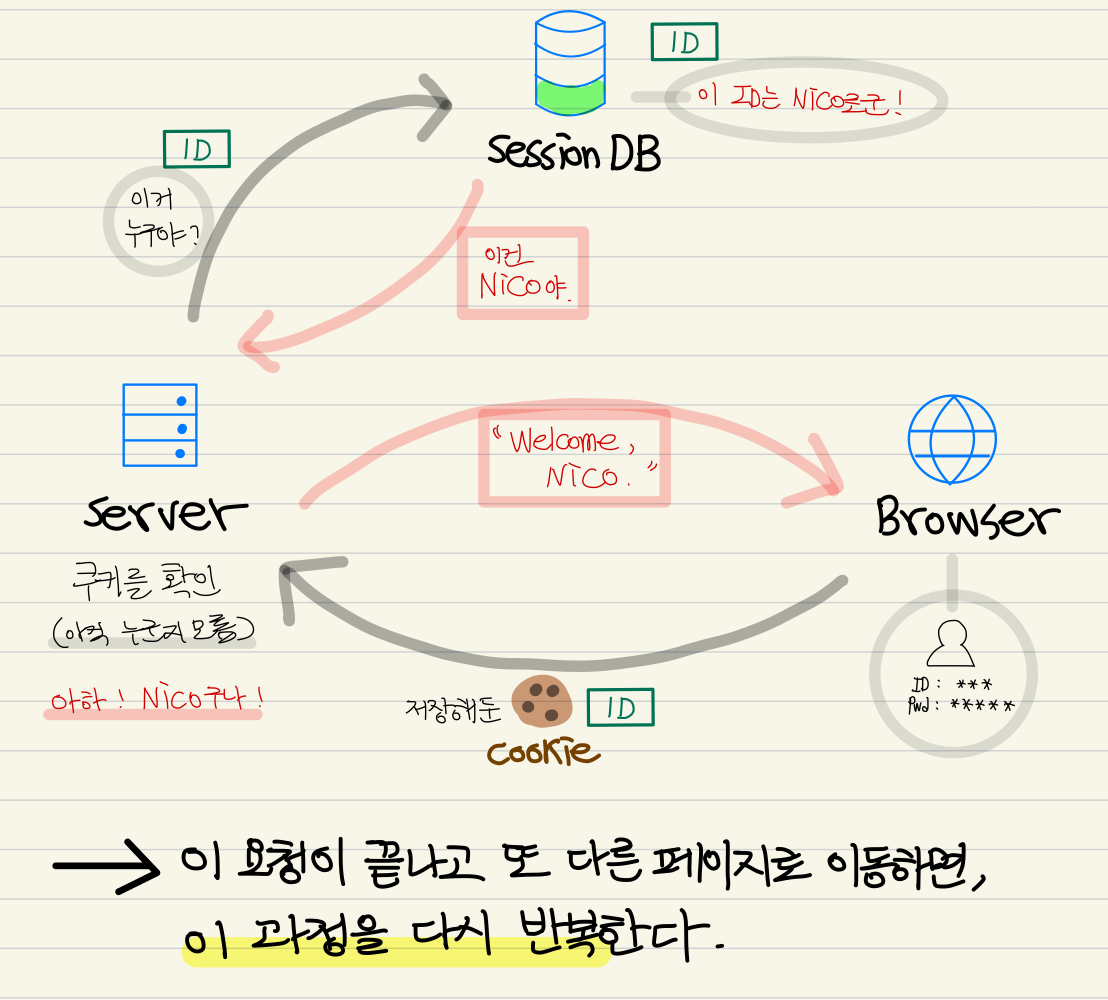 ID
이 ID는 Nico로군!
Session DB
ID
이거
누구야?
이건
Nico야.
"Welcome,
Nico."
Server
Browser
쿠키를 확인
(아직 누군지 모름)
아하! Nico구나!
저장해둔
ID
cookie
ID : ***
Pwd : *****
→ 이 요청이 끝나고 또 다른 페이지로 이동하면,
이 과정을 다시 반복한다.